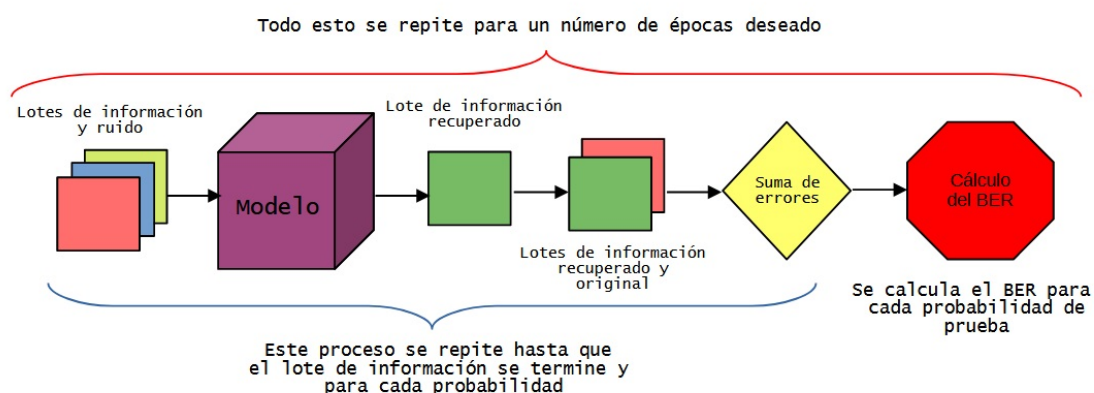 Todo esto se repite para un número de épocas deseado
Lotes de información
y ruido
Lote de información
recuperado
Modelo
Suma de
errores
Cálculo
del BER
Lotes de información
recuperado y
original
Se calcula el BER para
cada probabilidad de
prueba
Este proceso se repite hasta que
el lote de información se termine y
para cada probabilidad